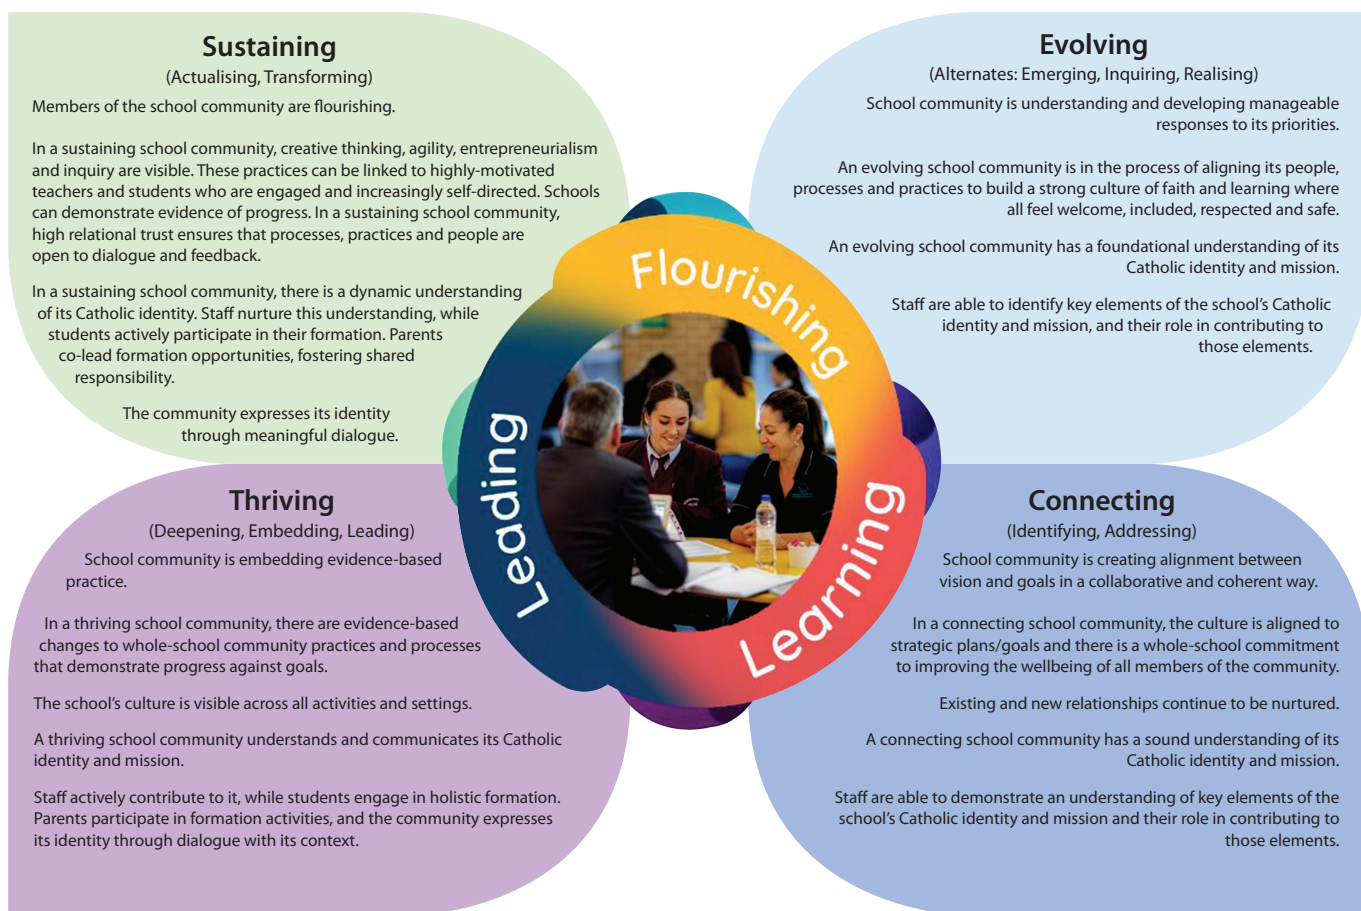 Sustaining
(Actualising, Transforming)
Members of the school community are flourishing.
In a sustaining school community, creative thinking, agility, entrepreneurialism
and inquiry are visible. These practices can be linked to highly-motivated
teachers and students who are engaged and increasingly self-directed. Schools
can demonstrate evidence of progress. In a sustaining school community,
high relational trust ensures that processes, practices and people are
open to dialogue and feedback.
In a sustaining school community, there is a dynamic understanding
of its Catholic identity. Staff nurture this understanding, while
students actively participate in their formation. Parents
co-lead formation opportunities, fostering shared
responsibility.
The community expresses its identity
through meaningful dialogue.
Evolving
(Alternates: Emerging, Inquiring, Realising)
School community is understanding and developing manageable
responses to its priorities.
An evolving school community is in the process of aligning its people,
processes and practices to build a strong culture of faith and learning where
all feel welcome, included, respected and safe.
An evolving school community has a foundational understanding of its
Catholic identity and mission.
Staff are able to identify key elements of the school's Catholic
identity and mission, and their role in contributing to
those elements.
Flourishing
Leading
Learning
Thriving
(Deepening, Embedding, Leading)
School community is embedding evidence-based
practice.
In a thriving school community, there are evidence-based
changes to whole-school community practices and processes
that demonstrate progress against goals.
The school's culture is visible across all activities and settings.
A thriving school community understands and communicates its Catholic
identity and mission.
Staff actively contribute to it, while students engage in holistic formation.
Parents participate in formation activities, and the community expresses
its identity through dialogue with its context.
Connecting
(Identifying, Addressing)
School community is creating alignment between
vision and goals in a collaborative and coherent way.
In a connecting school community, the culture is aligned to
strategic plans/goals and there is a whole-school commitment
to improving the wellbeing of all members of the community.
Existing and new relationships continue to be nurtured.
A connecting school community has a sound understanding of its
Catholic identity and mission.
Staff are able to demonstrate an understanding of key elements of the
school's Catholic identity and mission and their role in contributing to
those elements.